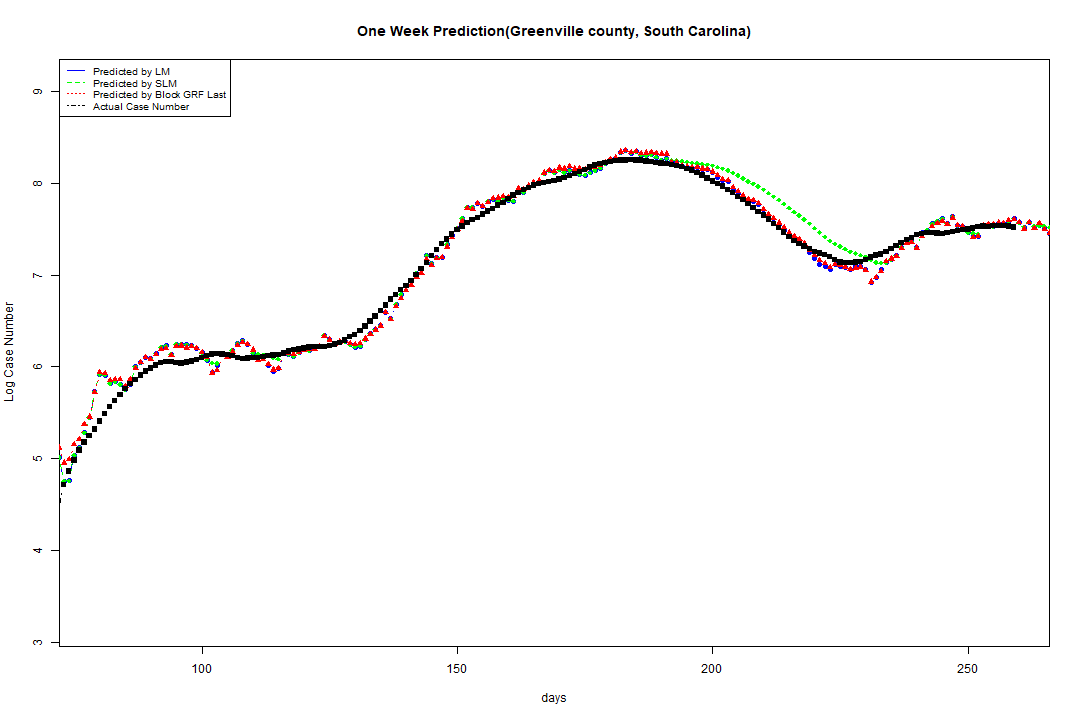 One Week Prediction(Greenville county, South Carolina)
Predicted by LM
Predicted by SLM
Predicted by Block GRF Last
Actual Case Number
Log Case Number
9
8
7
6
5
4
3
100 150 200 250
days